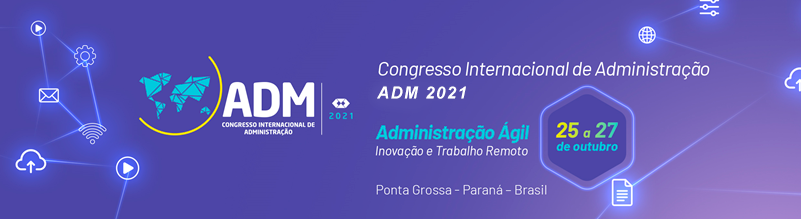 ADM
CONGRESSO INTERNACIONAL DE
ADMINISTRAÇÃO
2021
Congresso Internacional de Administração
ADM 2021
Administração Ágil
Inovação e Trabalho Remoto
25 a 27
de outubro
Ponta Grossa - Paraná – Brasil